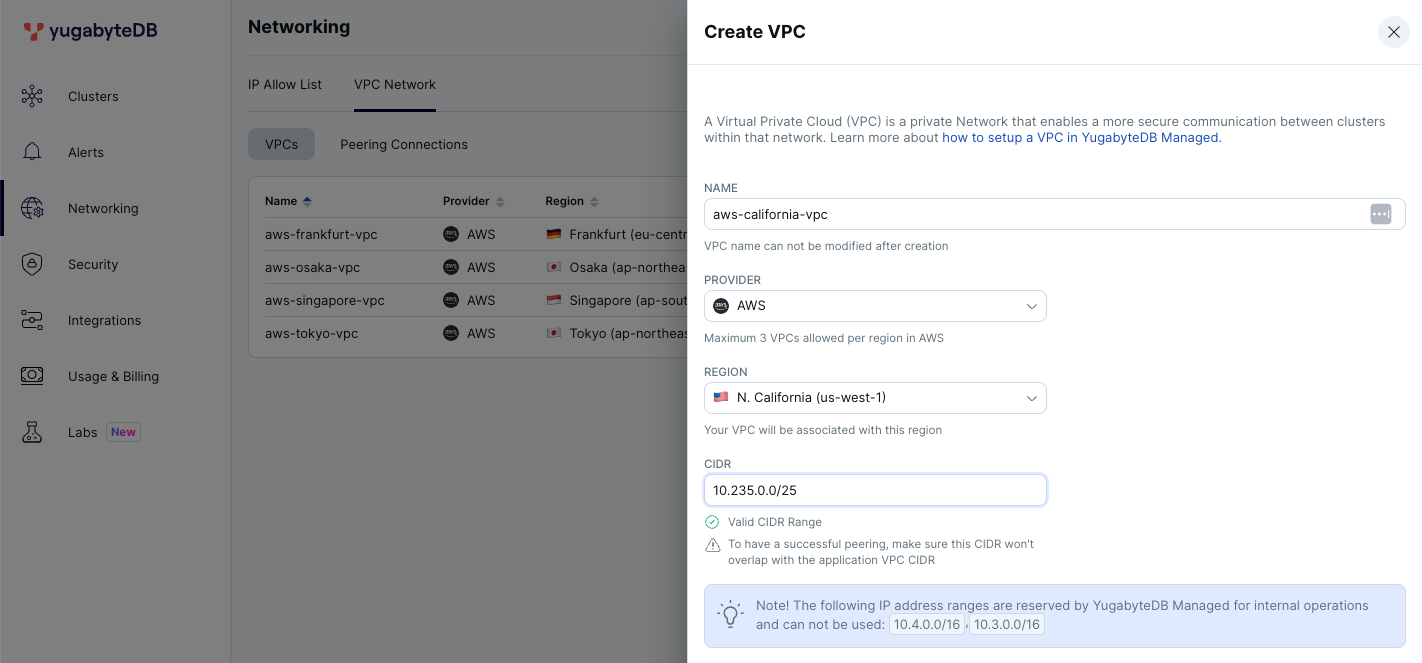 yugabyteDB
Clusters
Alerts
Networking
Security
Integrations
Usage & Billing
Labs New
Networking
IP Allow List VPC Network
VPCs Peering Connections
Name Provider Region
aws-frankfurt-vpc AWS Frankfurt (eu-centr
aws-osaka-vpc AWS Osaka (ap-northeas
aws-singapore-vpc AWS Singapore (ap-sout
aws-tokyo-vpc AWS Tokyo (ap-northeas
Create VPC
A Virtual Private Cloud (VPC) is a private Network that enables a more secure communication between clusters
within that network. Learn more about how to setup a VPC in YugabyteDB Managed.
NAME
aws-california-vpc
VPC name can not be modified after creation
PROVIDER
aws AWS
Maximum 3 VPCs allowed per region in AWS
REGION
N. California (us-west-1)
Your VPC will be associated with this region
CIDR
10.235.0.0/25
Valid CIDR Range
To have a successful peering, make sure this CIDR won't
overlap with the application VPC CIDR
Note! The following IP address ranges are reserved by YugabyteDB Managed for internal operations
and can not be used: 10.4.0.0/16, 10.3.0.0/16